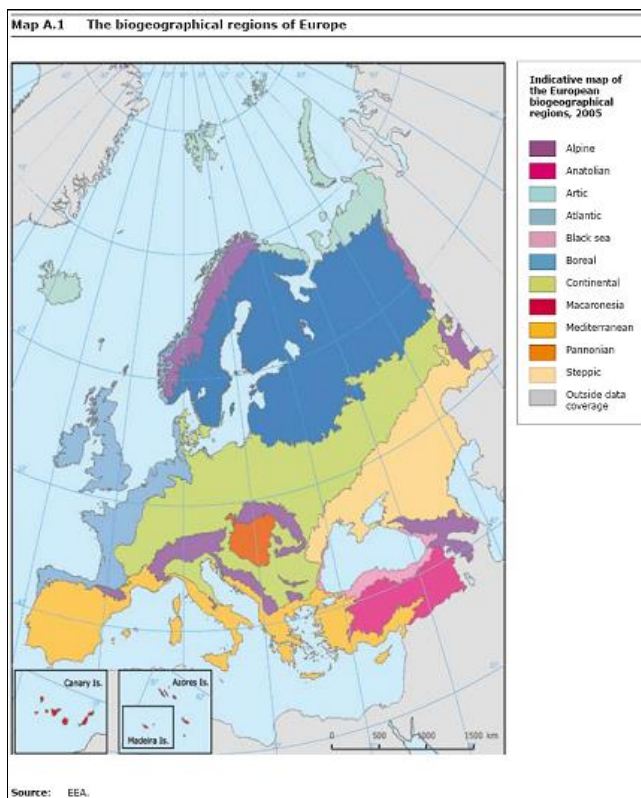 Map A.1 The biogeographical regions of Europe
Indicative map of
the European
biogeographical
regions, 2005
Alpine
Anatolian
Artic
Atlantic
Black sea
Boreal
Continental
Macaronesia
Mediterranean
Pannonian
Steppic
Outside data
coverage
Canary Is.
Azores Is.
Madeira Is.
0 500 1000 1500 km
Source: EEA.